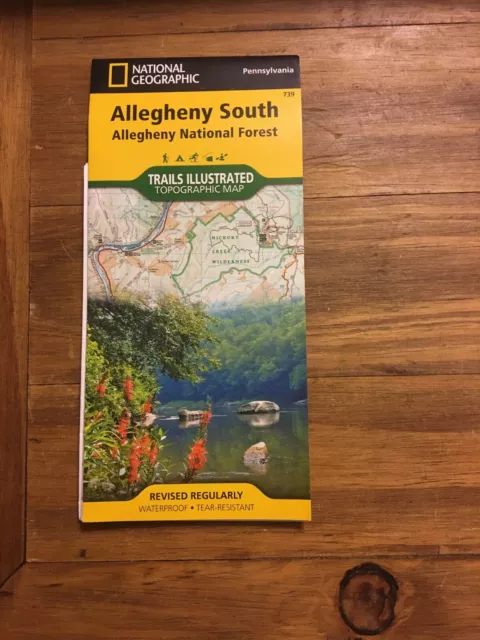 NATIONAL
GEOGRAPHIC
Pennsylvania
739
Allegheny South
Allegheny National Forest
TRAILS ILLUSTRATED
TOPOGRAPHIC MAP
HICKORY
CREEK
WILDERNESS
REVISED REGULARLY
WATERPROOF • TEAR-RESISTANT